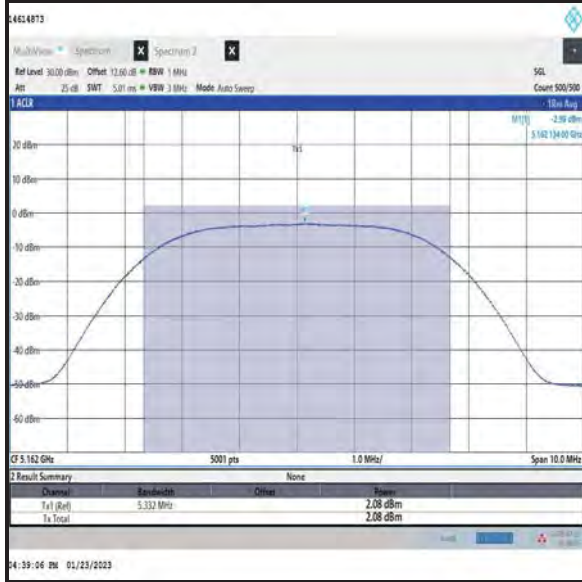 14614873
MultiView Spectrum X Spectrum 2 X
Ref Level 30.00 dBm Offset 12.60 dB RBW 1 MHz SGL
Att 25 dB SWT 5.01 ms VBW 3 MHz Mode Auto Sweep Count 500/500
1 ACLR
M1[1] -2.99 dBm
5.162 134 00 GHz
Tx1
20 dBm
10 dBm
0 dBm
-10 dBm
-20 dBm
-30 dBm
-40 dBm
-50 dBm
-60 dBm
CF 5.162 GHz 5001 pts 1.0 MHz/ Span 10.0 MHz
2 Result Summary None
Channel Bandwidth Offset Power
Tx1 (Ref) 5.332 MHz 2.08 dBm
Tx Total 2.08 dBm
04:39:06 PM 01/23/2023